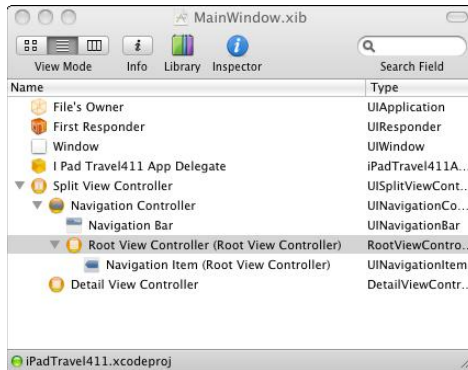 MainWindow.xib
View Mode Info Library Inspector Search Field
Name Type
File's Owner UIApplication
First Responder UIResponder
Window UIWindow
I Pad Travel411 App Delegate iPadTravel411A...
Split View Controller UISplitViewCont...
Navigation Controller UINavigationCo...
Navigation Bar UINavigationBar
Root View Controller (Root View Controller) RootViewContro...
Navigation Item (Root View Controller) UINavigationItem
Detail View Controller DetailViewContr...
iPadTravel411.xcodeproj